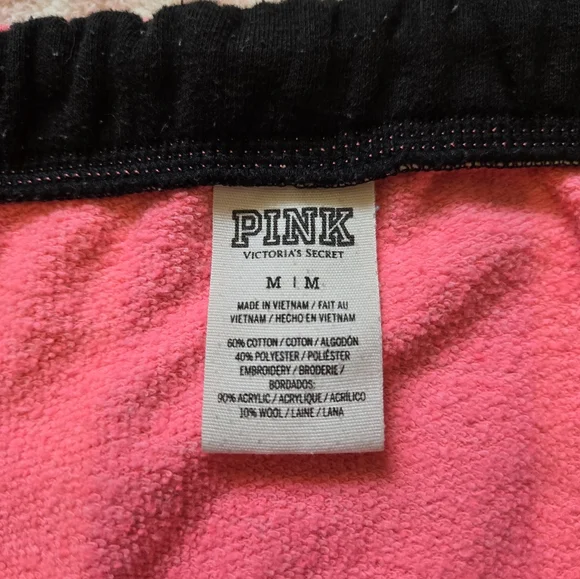 PINK
VICTORIA'S SECRET
M | M
MADE IN VIETNAM / FAIT AU
VIETNAM / HECHO EN VIETNAM
60% COTTON / COTON / ALGODÓN
40% POLYESTER / POLIÉSTER
EMBROIDERY / BRODERIE /
BORDADOS:
90% ACRYLIC / ACRYLIQUE / ACRÍLICO
10% WOOL / LAINE / LANA